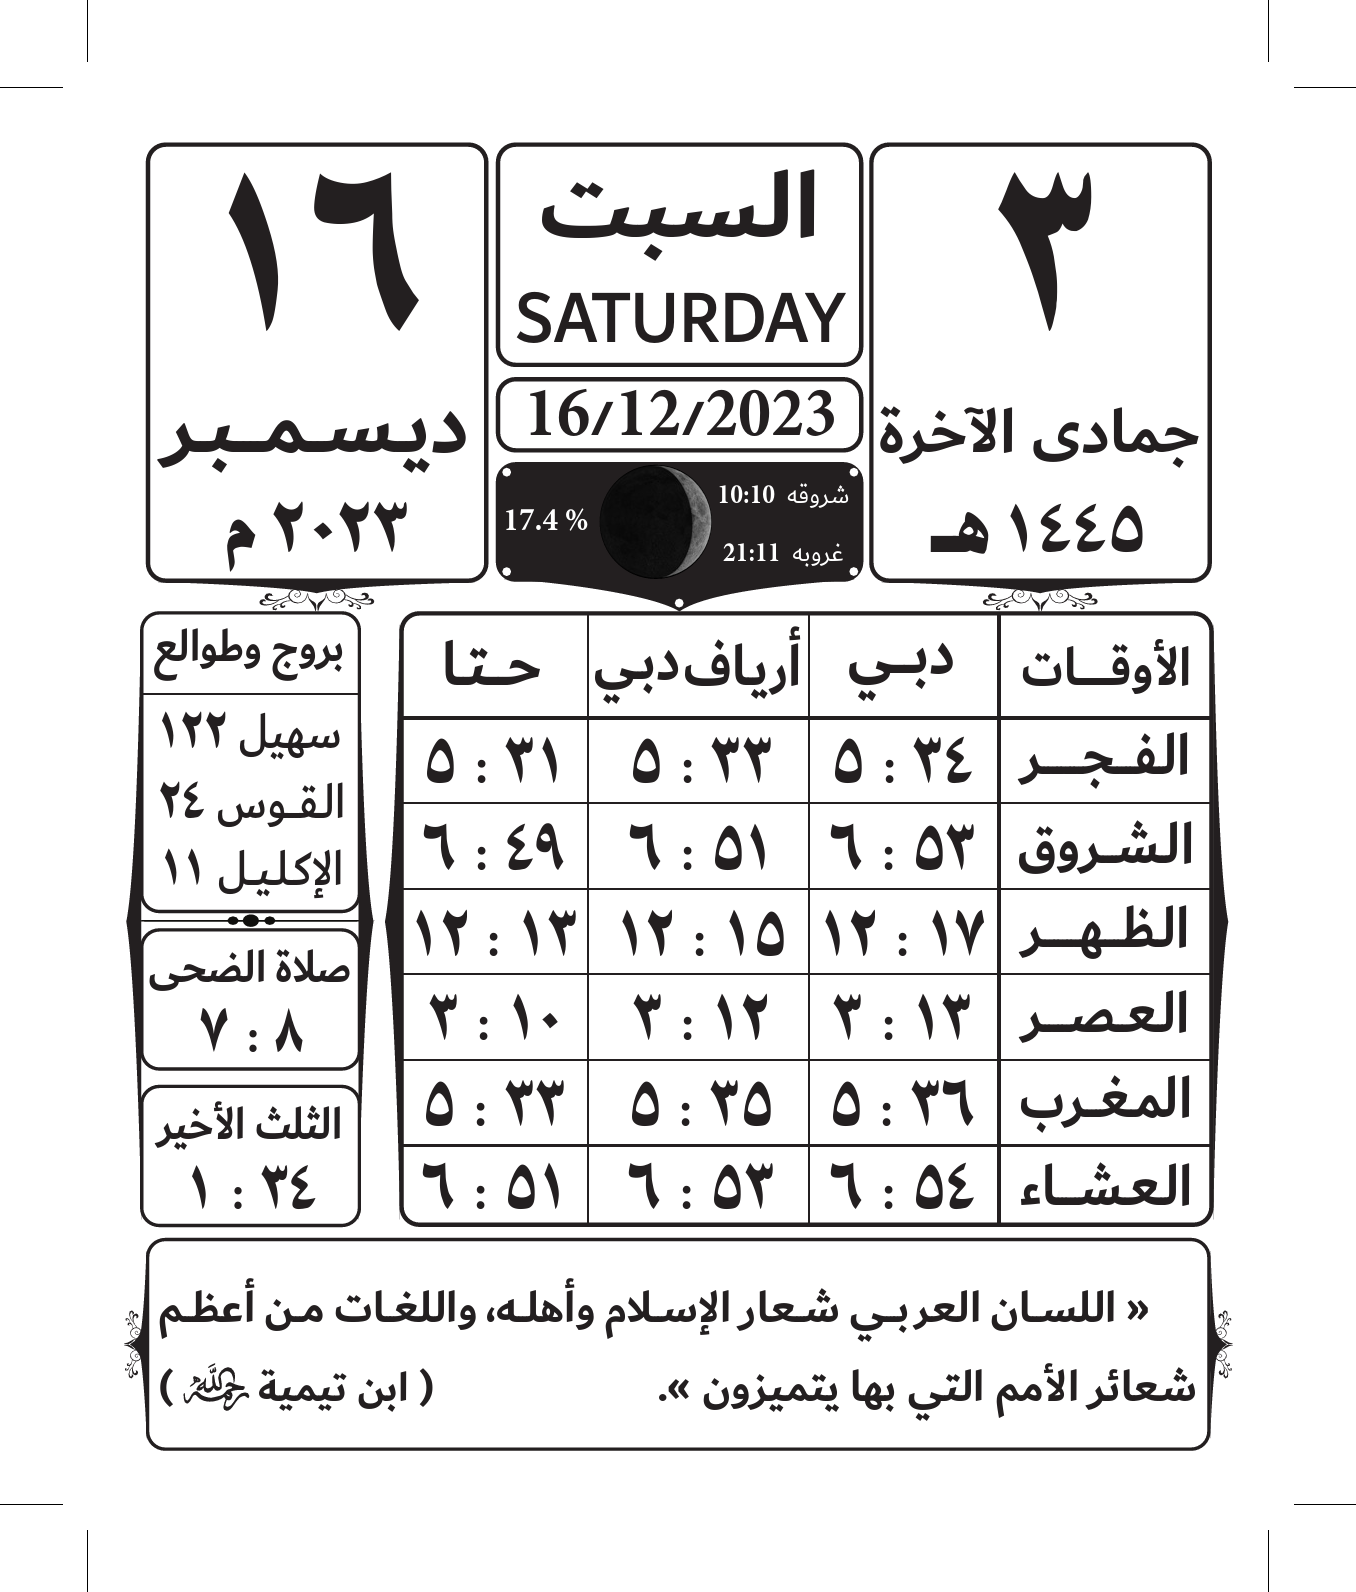 ٣
جمادى الآخرة
١٤٤٥ هـ
السبت
SATURDAY
16/12/2023
شروقه 10:10
17.4 %
غروبه 21:11
١٦
ديسمبر
٢٠٢٣ م
الأوقات دبي أرياف دبي حتا
الفجر ٣٤ : ٥ ٣٣ : ٥ ٣١ : ٥
الشروق ٥٣ : ٦ ٥١ : ٦ ٤٩ : ٦
الظهر ١٧ : ١٢ ١٥ : ١٢ ١٣ : ١٢
العصر ١٣ : ٣ ١٢ : ٣ ١٠ : ٣
المغرب ٣٦ : ٥ ٣٥ : ٥ ٣٣ : ٥
العشاء ٥٤ : ٦ ٥٣ : ٦ ٥١ : ٦
بروج وطوالع
سهيل ١٢٢
القوس ٢٤
الإكليل ١١
صلاة الضحى
٨ : ٧
الثلث الأخير
٣٤ : ١
« اللسان العربي شعار الإسلام وأهله، واللغات من أعظم
شعائر الأمم التي بها يتميزون ». ( ابن تيمية رحمه الله )